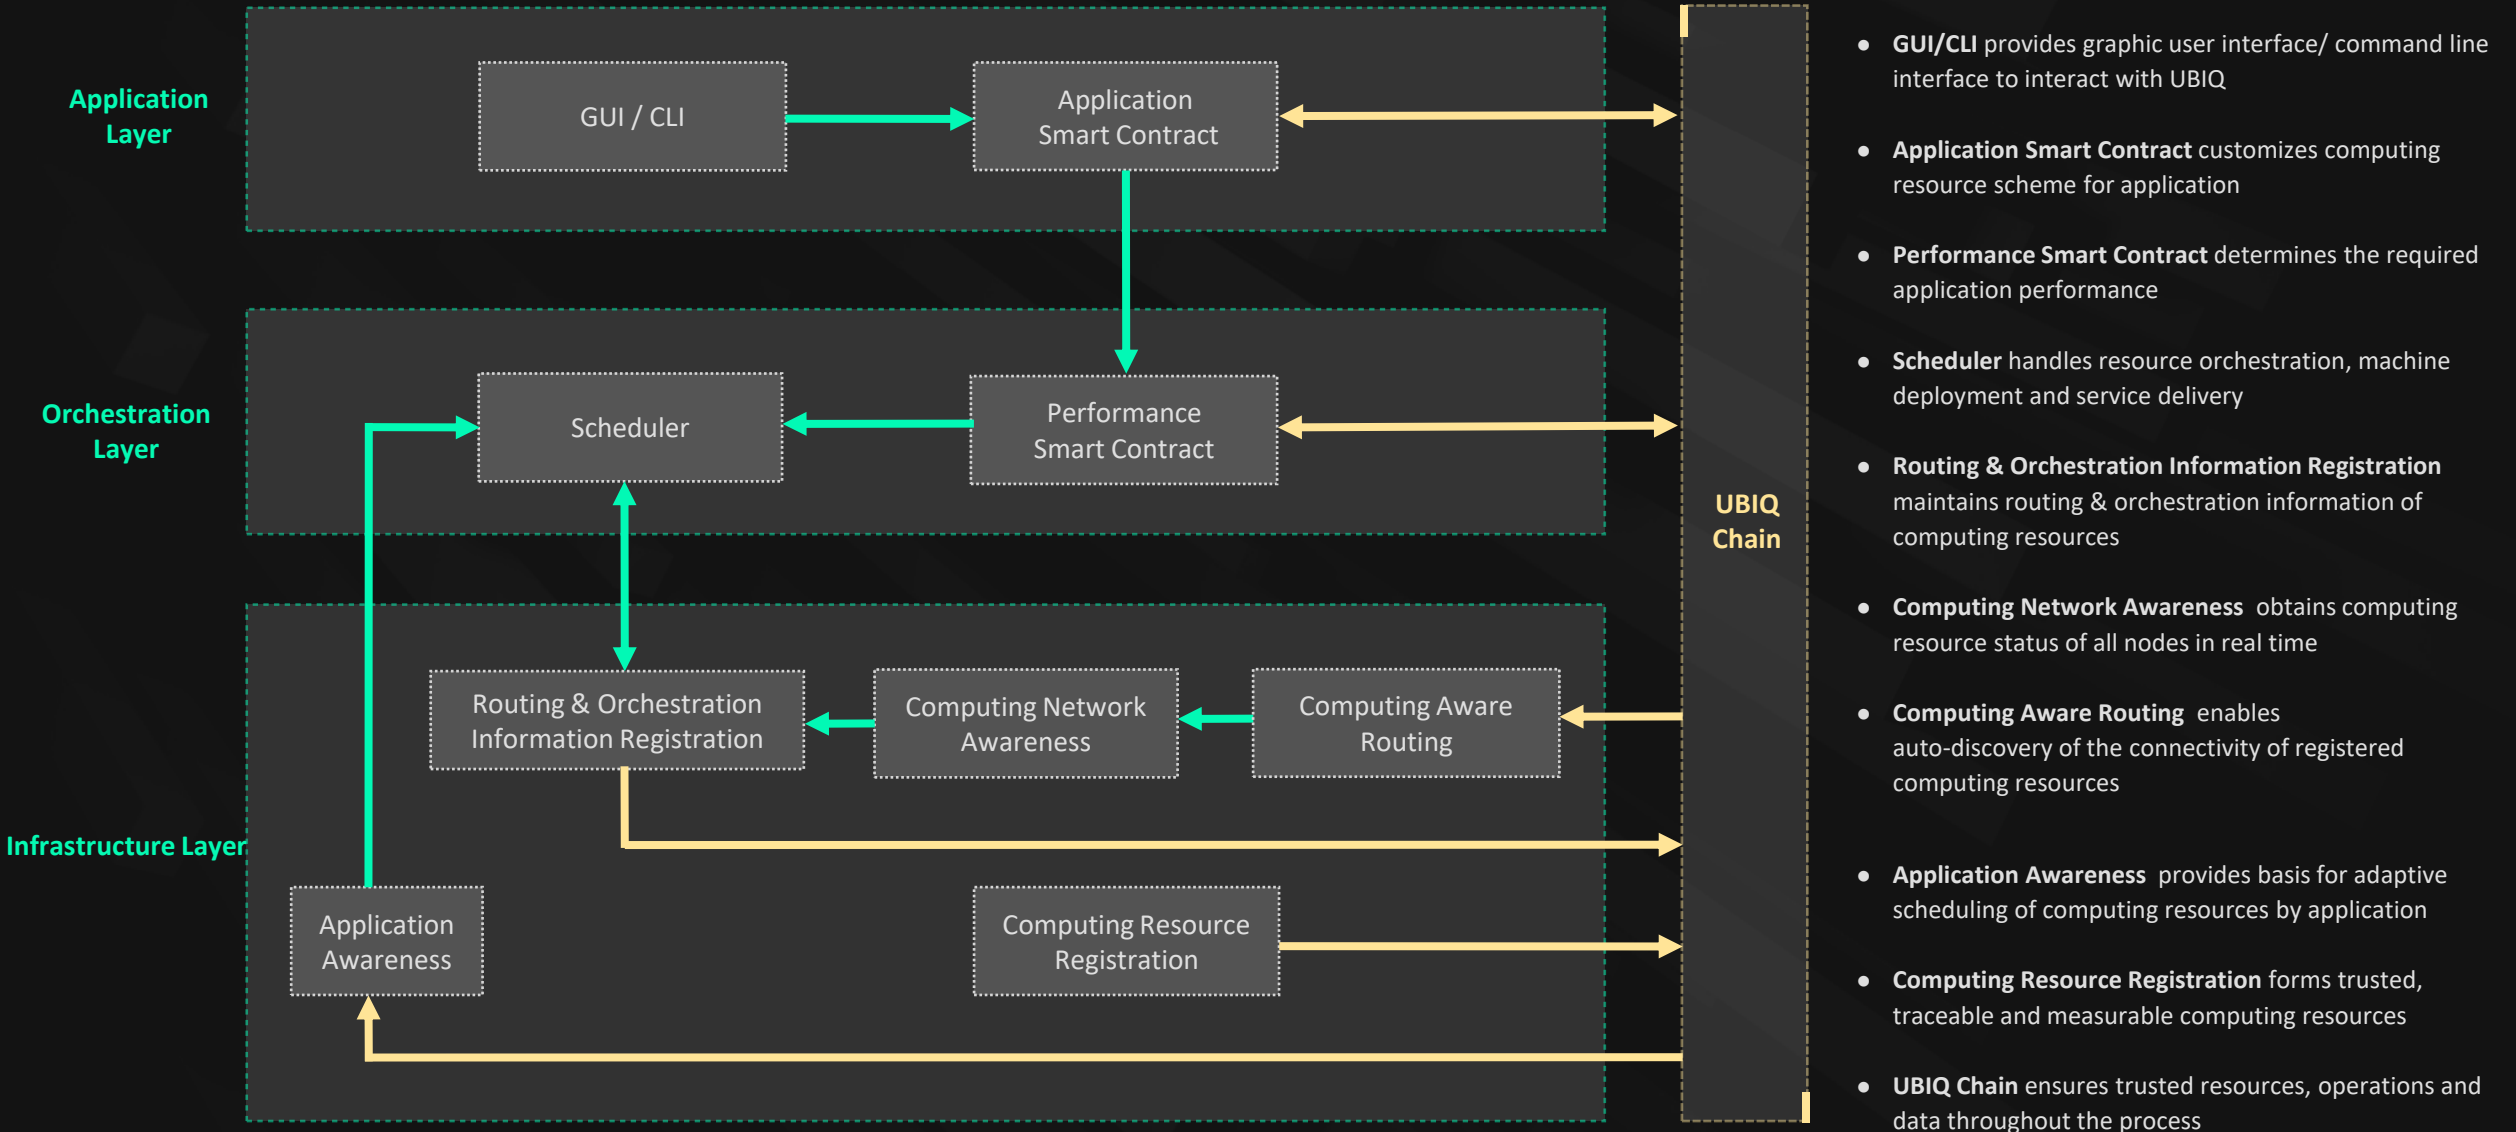 Application
Layer
GUI / CLI
Application
Smart Contract
Orchestration
Layer
Scheduler
Performance
Smart Contract
Infrastructure Layer
Routing & Orchestration
Information Registration
Computing Network
Awareness
Computing Aware
Routing
Application
Awareness
Computing Resource
Registration
UBIQ
Chain
● GUI/CLI provides graphic user interface/ command line
interface to interact with UBIQ
● Application Smart Contract customizes computing
resource scheme for application
● Performance Smart Contract determines the required
application performance
● Scheduler handles resource orchestration, machine
deployment and service delivery
● Routing & Orchestration Information Registration
maintains routing & orchestration information of
computing resources
● Computing Network Awareness obtains computing
resource status of all nodes in real time
● Computing Aware Routing enables
auto-discovery of the connectivity of registered
computing resources
● Application Awareness provides basis for adaptive
scheduling of computing resources by application
● Computing Resource Registration forms trusted,
traceable and measurable computing resources
● UBIQ Chain ensures trusted resources, operations and
data throughout the process